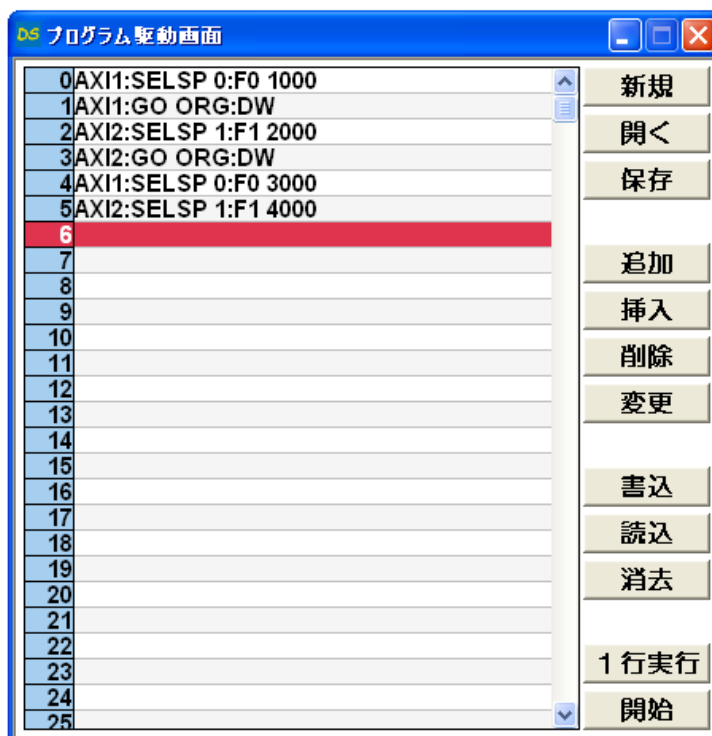 DS プログラム駆動画面
0 AXI1:SELSP 0:F0 1000
1 AXI1:GO ORG:DW
2 AXI2:SELSP 1:F1 2000
3 AXI2:GO ORG:DW
4 AXI1:SELSP 0:F0 3000
5 AXI2:SELSP 1:F1 4000
6
7
8
9
10
11
12
13
14
15
16
17
18
19
20
21
22
23
24
25
新規
開く
保存
追加
挿入
削除
変更
書込
読込
消去
1行実行
開始